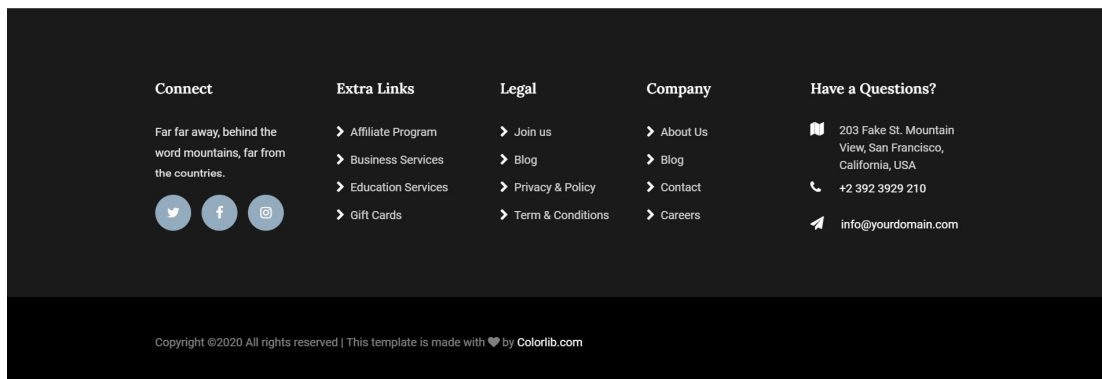 Connect
Far far away, behind the
word mountains, far from
the countries.
Extra Links
Affiliate Program
Business Services
Education Services
Gift Cards
Legal
Join us
Blog
Privacy & Policy
Term & Conditions
Company
About Us
Blog
Contact
Careers
Have a Questions?
203 Fake St. Mountain
View, San Francisco,
California, USA
+2 392 3929 210
info@yourdomain.com
Copyright ©2020 All rights reserved | This template is made with ♥ by Colorlib.com